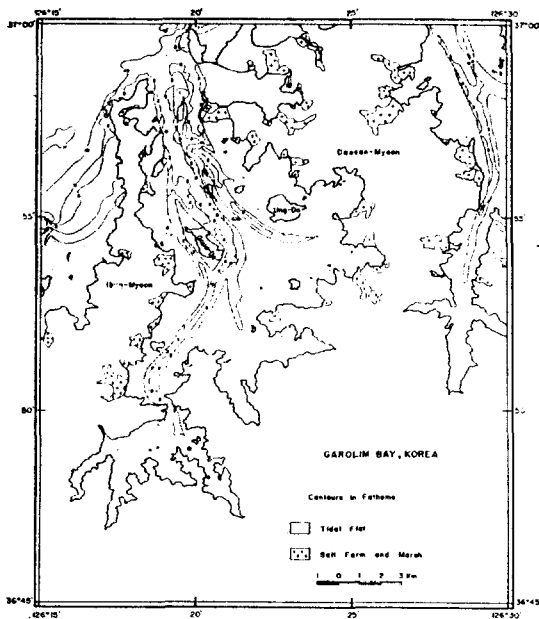 126°15' 20' 25' 126°30'
37°00' 37°00'
Daesan-Myeon
55' 55'
50'
GAROLIM BAY, KOREA
Contours in Fathoms
Tidal Flat
Salt Farm and Marsh
1 0 1 2 3 Km
36°45' 36°45'
126°15' 20' 25' 126°30'